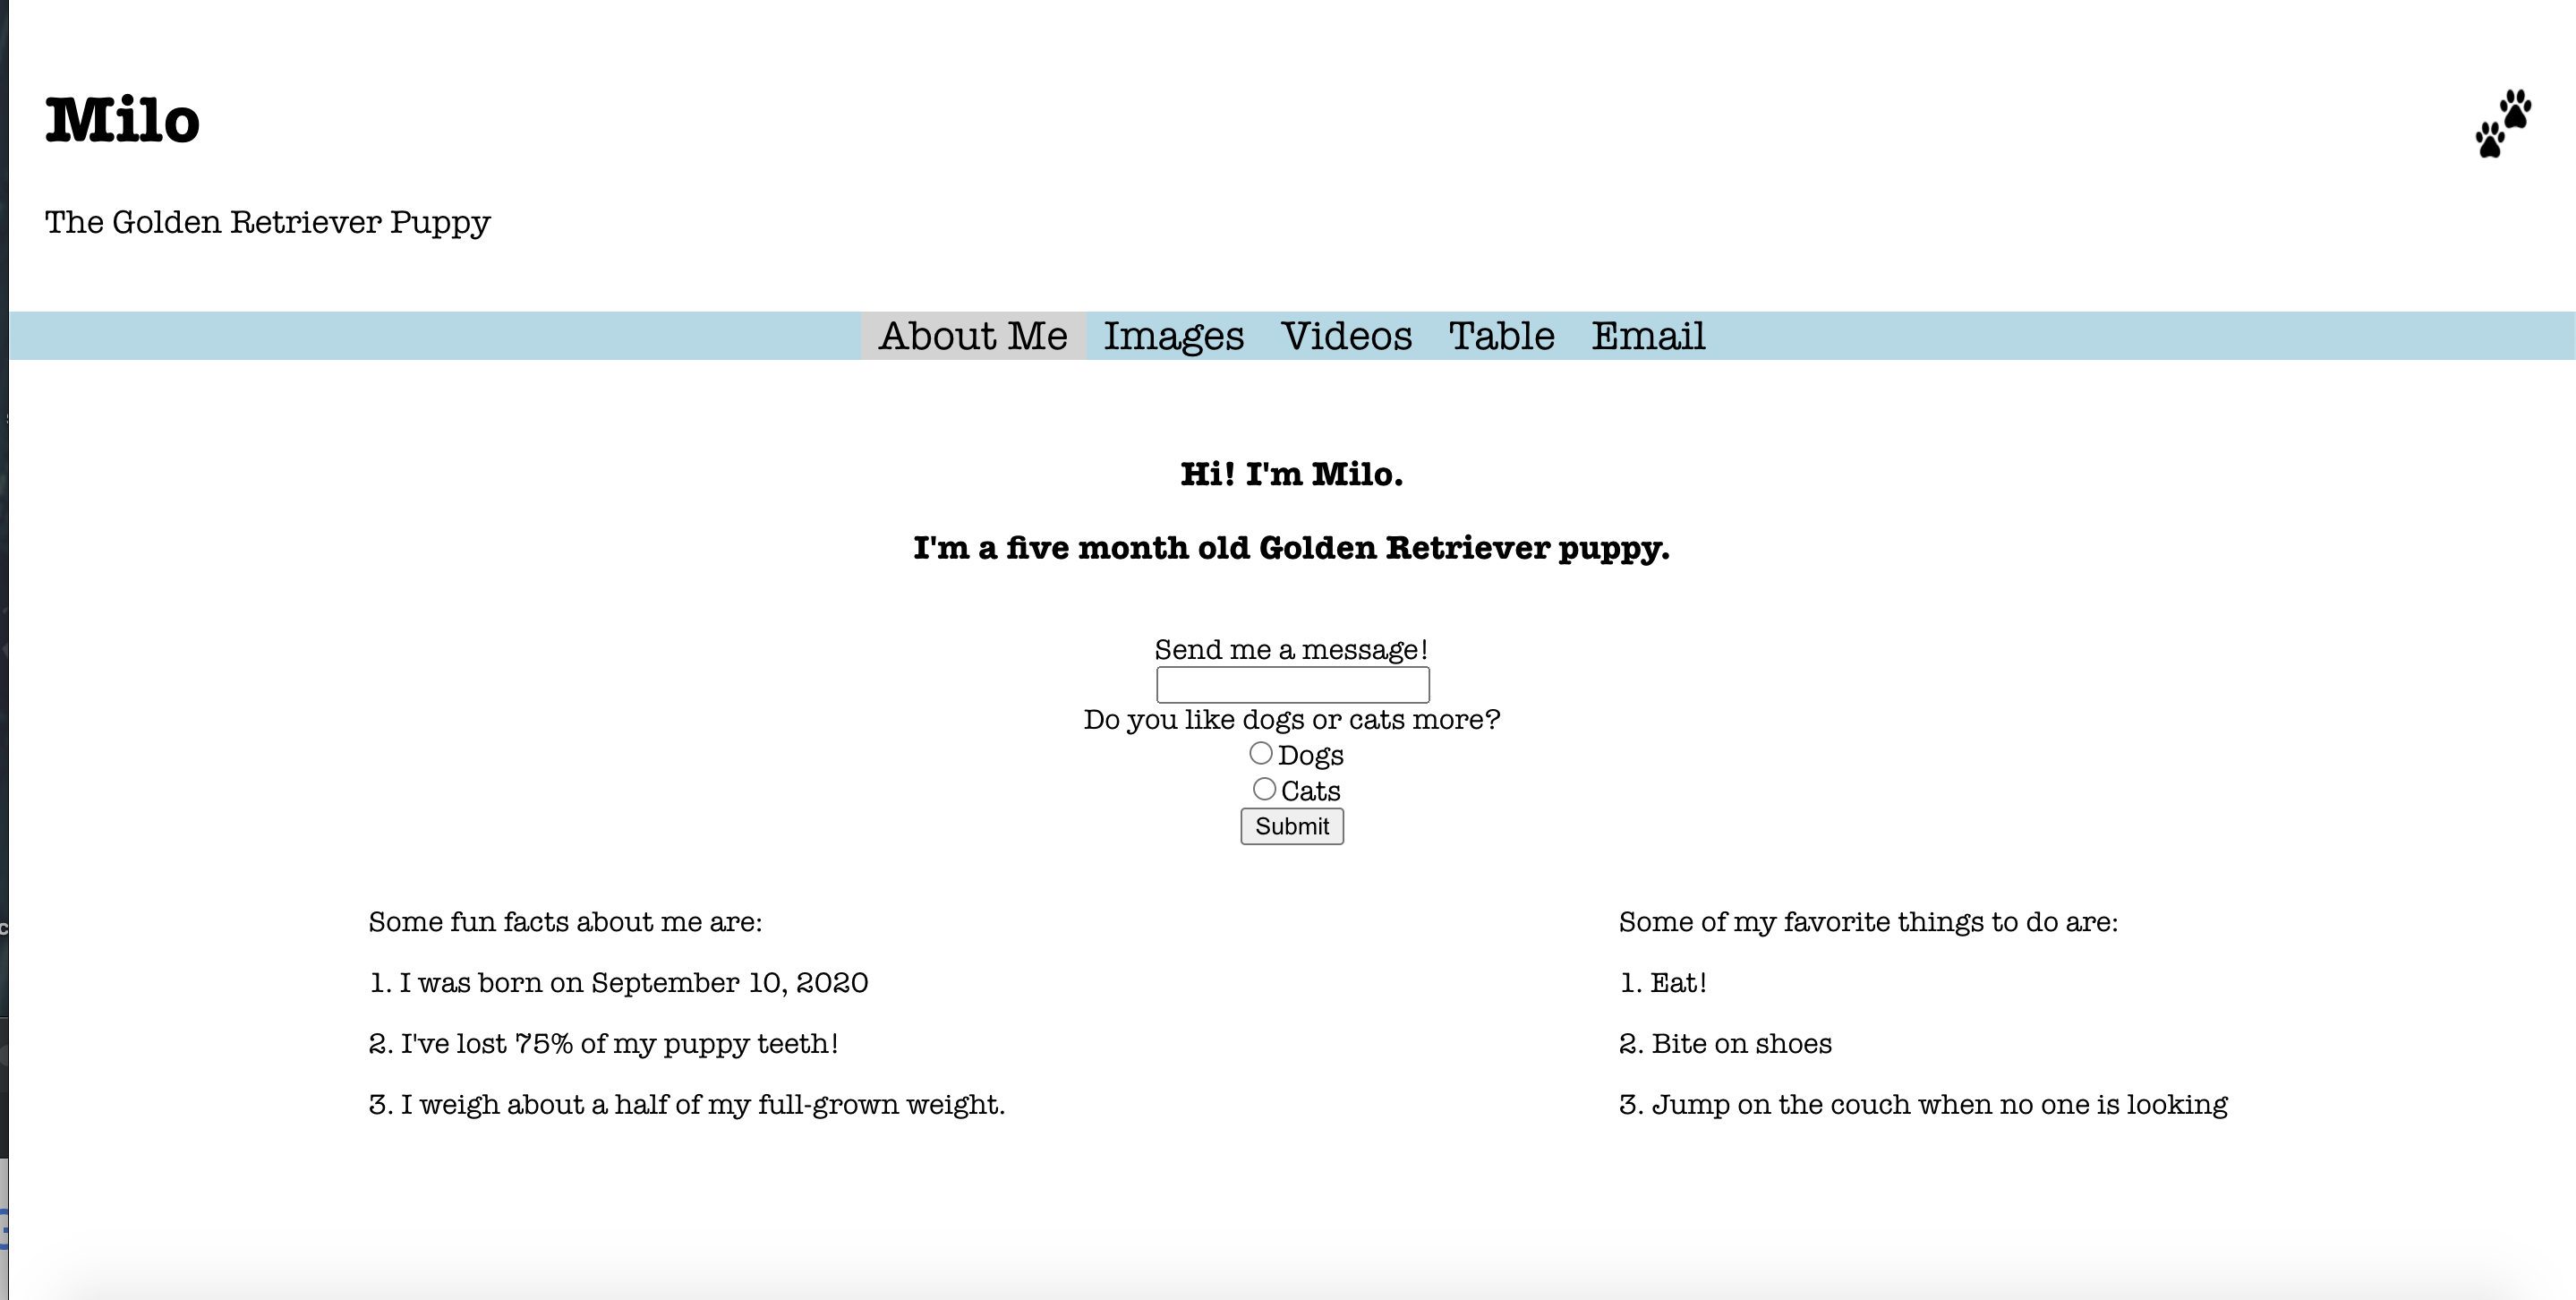 Milo
The Golden Retriever Puppy
About Me Images Videos Table Email
Hi! I'm Milo.
I'm a five month old Golden Retriever puppy.
Send me a message!
Do you like dogs or cats more?
Dogs
Cats
Submit
Some fun facts about me are:
1. I was born on September 10, 2020
2. I've lost 75% of my puppy teeth!
3. I weigh about a half of my full-grown weight.
Some of my favorite things to do are:
1. Eat!
2. Bite on shoes
3. Jump on the couch when no one is looking